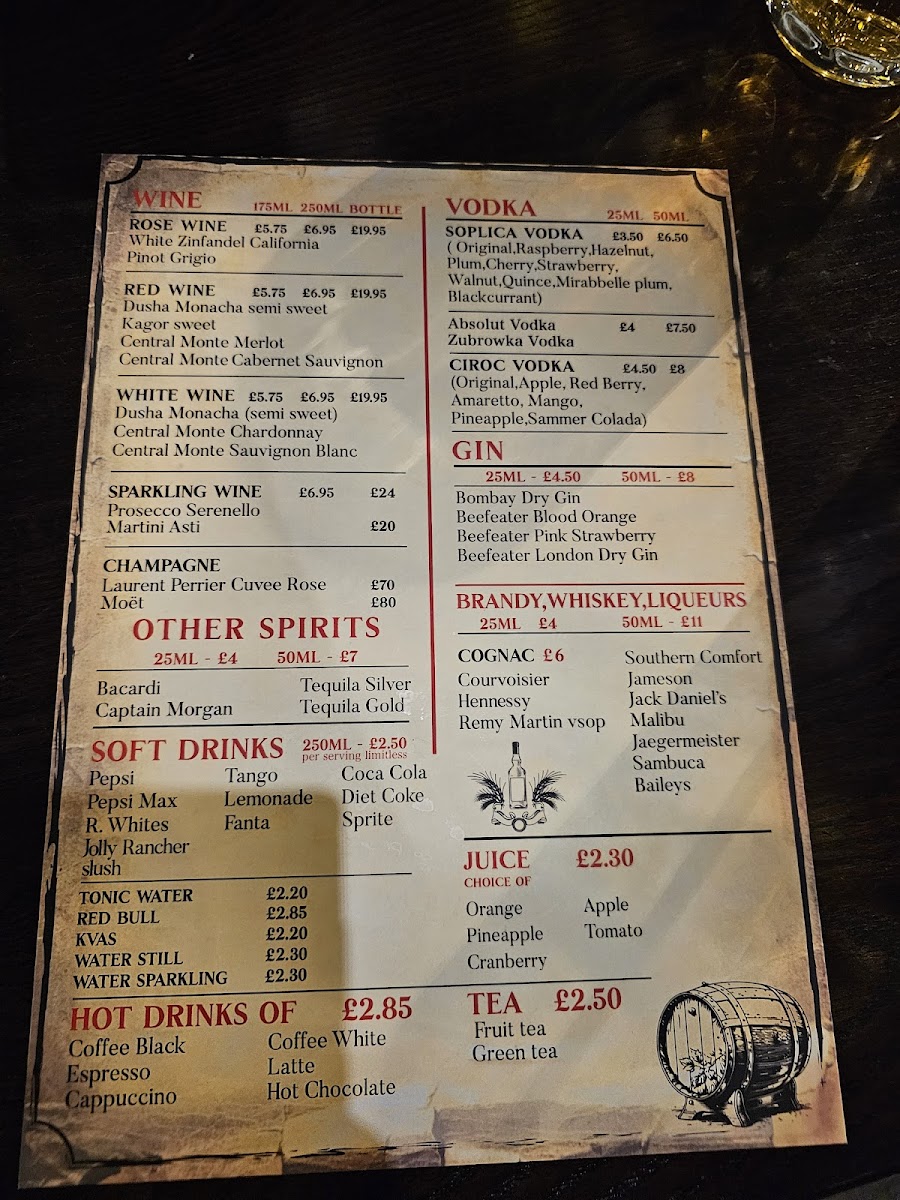 WINE 175ML 250ML BOTTLE
ROSE WINE £5.75 £6.95 £19.95
White Zinfandel California
Pinot Grigio
RED WINE £5.75 £6.95 £19.95
Dusha Monacha semi sweet
Kagor sweet
Central Monte Merlot
Central Monte Cabernet Sauvignon
WHITE WINE £5.75 £6.95 £19.95
Dusha Monacha (semi sweet)
Central Monte Chardonnay
Central Monte Sauvignon Blanc
SPARKLING WINE £6.95 £24
Prosecco Serenello
Martini Asti £20
CHAMPAGNE
Laurent Perrier Cuvee Rose £70
Moët £80
OTHER SPIRITS
25ML - £4 50ML - £7
Bacardi Tequila Silver
Captain Morgan Tequila Gold
SOFT DRINKS 250ML - £2.50
per serving limitless
Pepsi Tango Coca Cola
Pepsi Max Lemonade Diet Coke
R. Whites Fanta Sprite
Jolly Rancher
slush
TONIC WATER £2.20
RED BULL £2.85
KVAS £2.20
WATER STILL £2.30
WATER SPARKLING £2.30
HOT DRINKS OF £2.85
Coffee Black Coffee White
Espresso Latte
Cappuccino Hot Chocolate
VODKA 25ML 50ML
SOPLICA VODKA £3.50 £6.50
( Original,Raspberry,Hazelnut,
Plum,Cherry,Strawberry,
Walnut,Quince,Mirabbelle plum,
Blackcurrant)
Absolut Vodka £4 £7.50
Zubrowka Vodka
CIROC VODKA £4.50 £8
(Original,Apple, Red Berry,
Amaretto, Mango,
Pineapple,Sammer Colada)
GIN
25ML - £4.50 50ML - £8
Bombay Dry Gin
Beefeater Blood Orange
Beefeater Pink Strawberry
Beefeater London Dry Gin
BRANDY,WHISKEY,LIQUEURS
25ML £4 50ML - £11
COGNAC £6 Southern Comfort
Courvoisier Jameson
Hennessy Jack Daniel's
Remy Martin vsop Malibu
Jaegermeister
Sambuca
Baileys
JUICE £2.30
CHOICE OF
Orange Apple
Pineapple Tomato
Cranberry
TEA £2.50
Fruit tea
Green tea